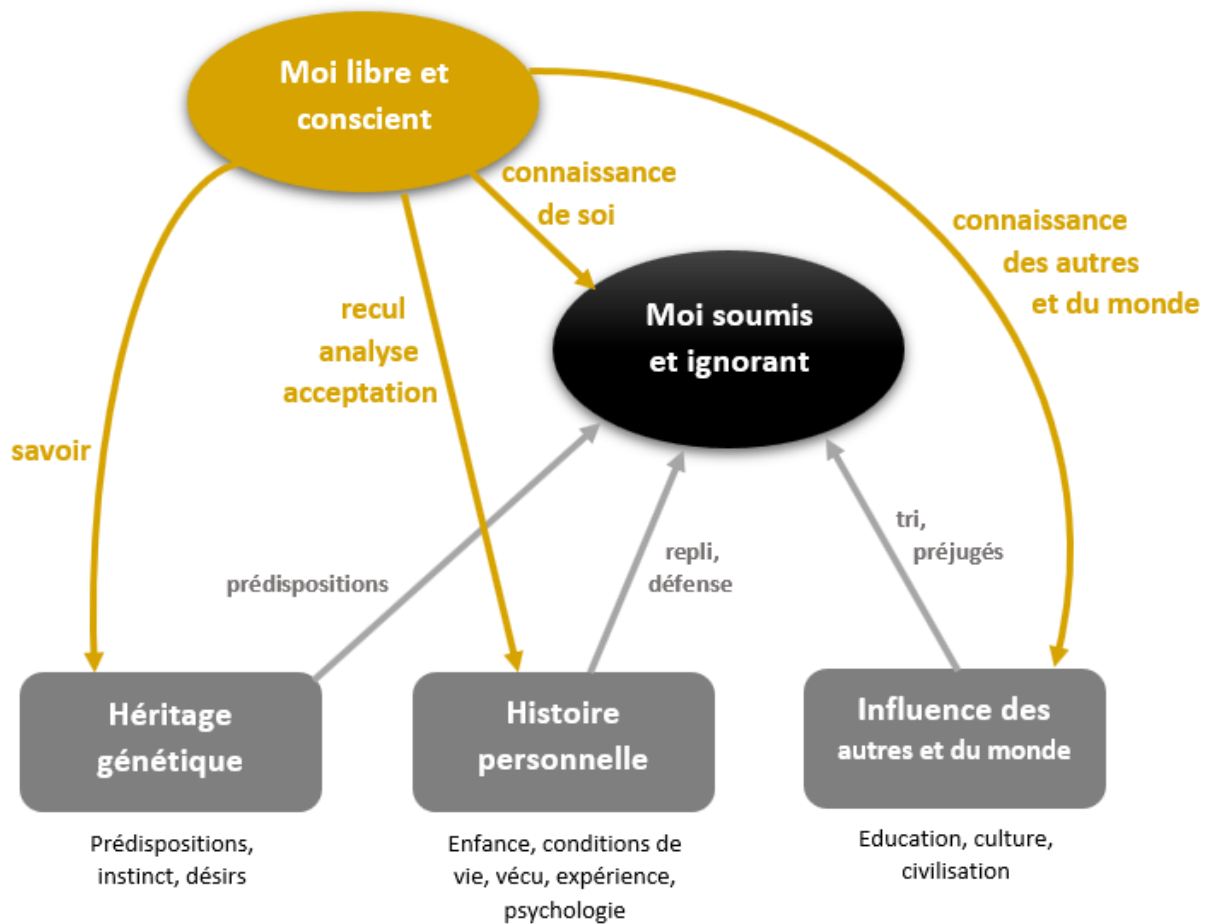 Moi libre et
conscient
connaissance
de soi
connaissance
des autres
et du monde
Moi soumis
et ignorant
recul
analyse
acceptation
savoir
tri,
préjugés
repli,
défense
prédispositions
Héritage
génétique
Histoire
personnelle
Influence des
autres et du monde
Prédispositions,
instinct, désirs
Enfance, conditions de
vie, vécu, expérience,
psychologie
Education, culture,
civilisation